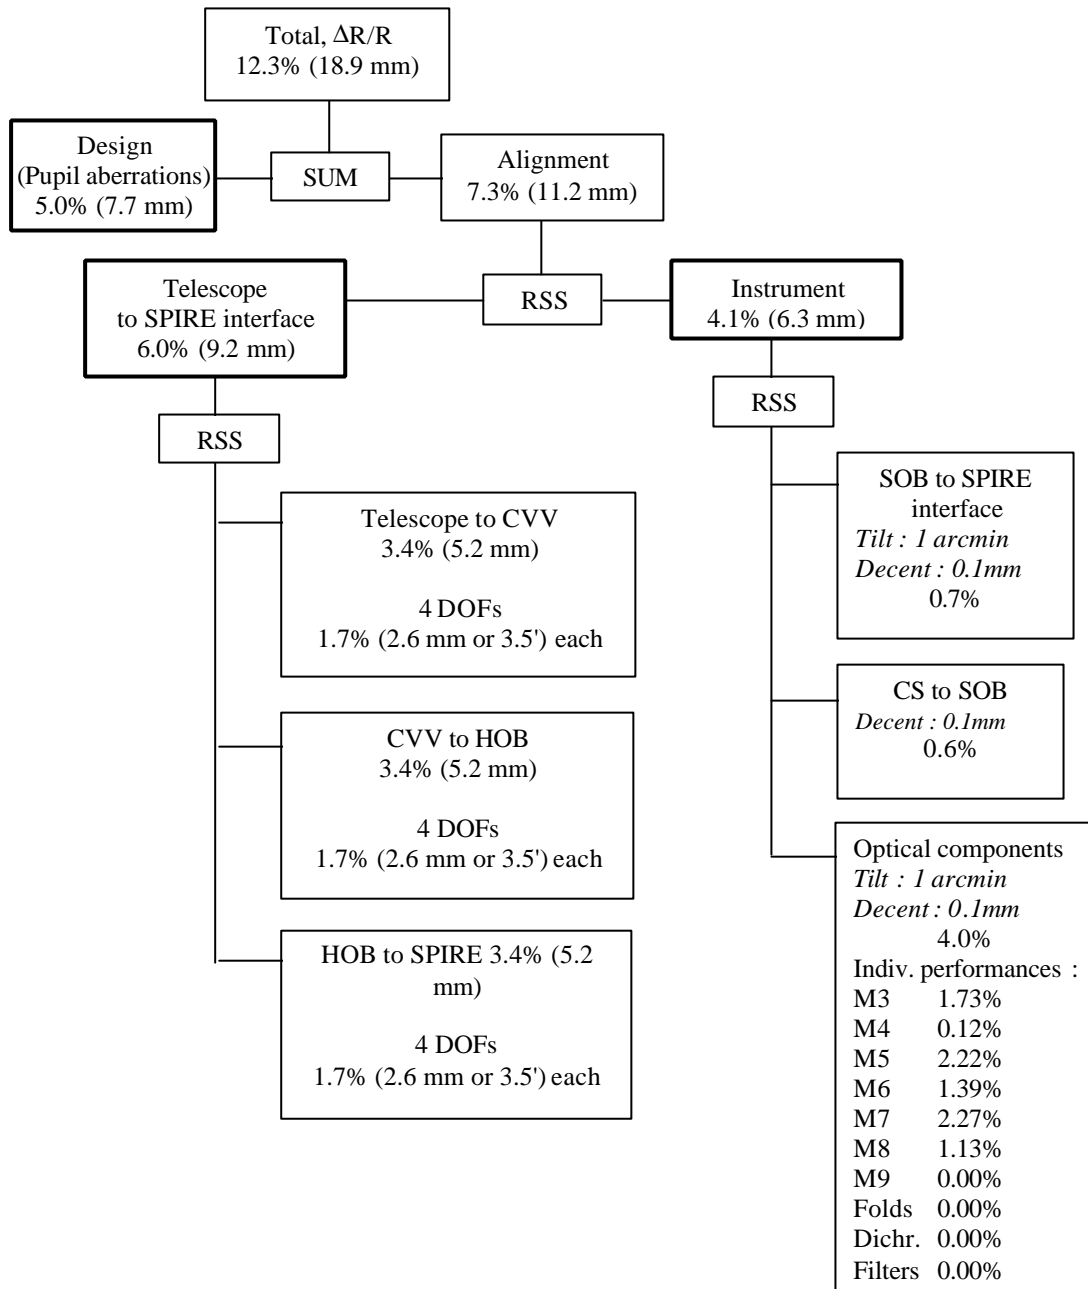 Total, ΔR/R
12.3% (18.9 mm)
Design
(Pupil aberrations)
5.0% (7.7 mm)
SUM
Alignment
7.3% (11.2 mm)
Telescope
to SPIRE interface
6.0% (9.2 mm)
RSS
Instrument
4.1% (6.3 mm)
RSS
RSS
Telescope to CVV
3.4% (5.2 mm)
4 DOFs
1.7% (2.6 mm or 3.5') each
CVV to HOB
3.4% (5.2 mm)
4 DOFs
1.7% (2.6 mm or 3.5') each
HOB to SPIRE 3.4% (5.2
mm)
4 DOFs
1.7% (2.6 mm or 3.5') each
SOB to SPIRE
interface
Tilt : 1 arcmin
Decent : 0.1mm
0.7%
CS to SOB
Decent : 0.1mm
0.6%
Optical components
Tilt : 1 arcmin
Decent : 0.1mm
4.0%
Indiv. performances :
M3 1.73%
M4 0.12%
M5 2.22%
M6 1.39%
M7 2.27%
M8 1.13%
M9 0.00%
Folds 0.00%
Dichr. 0.00%
Filters 0.00%